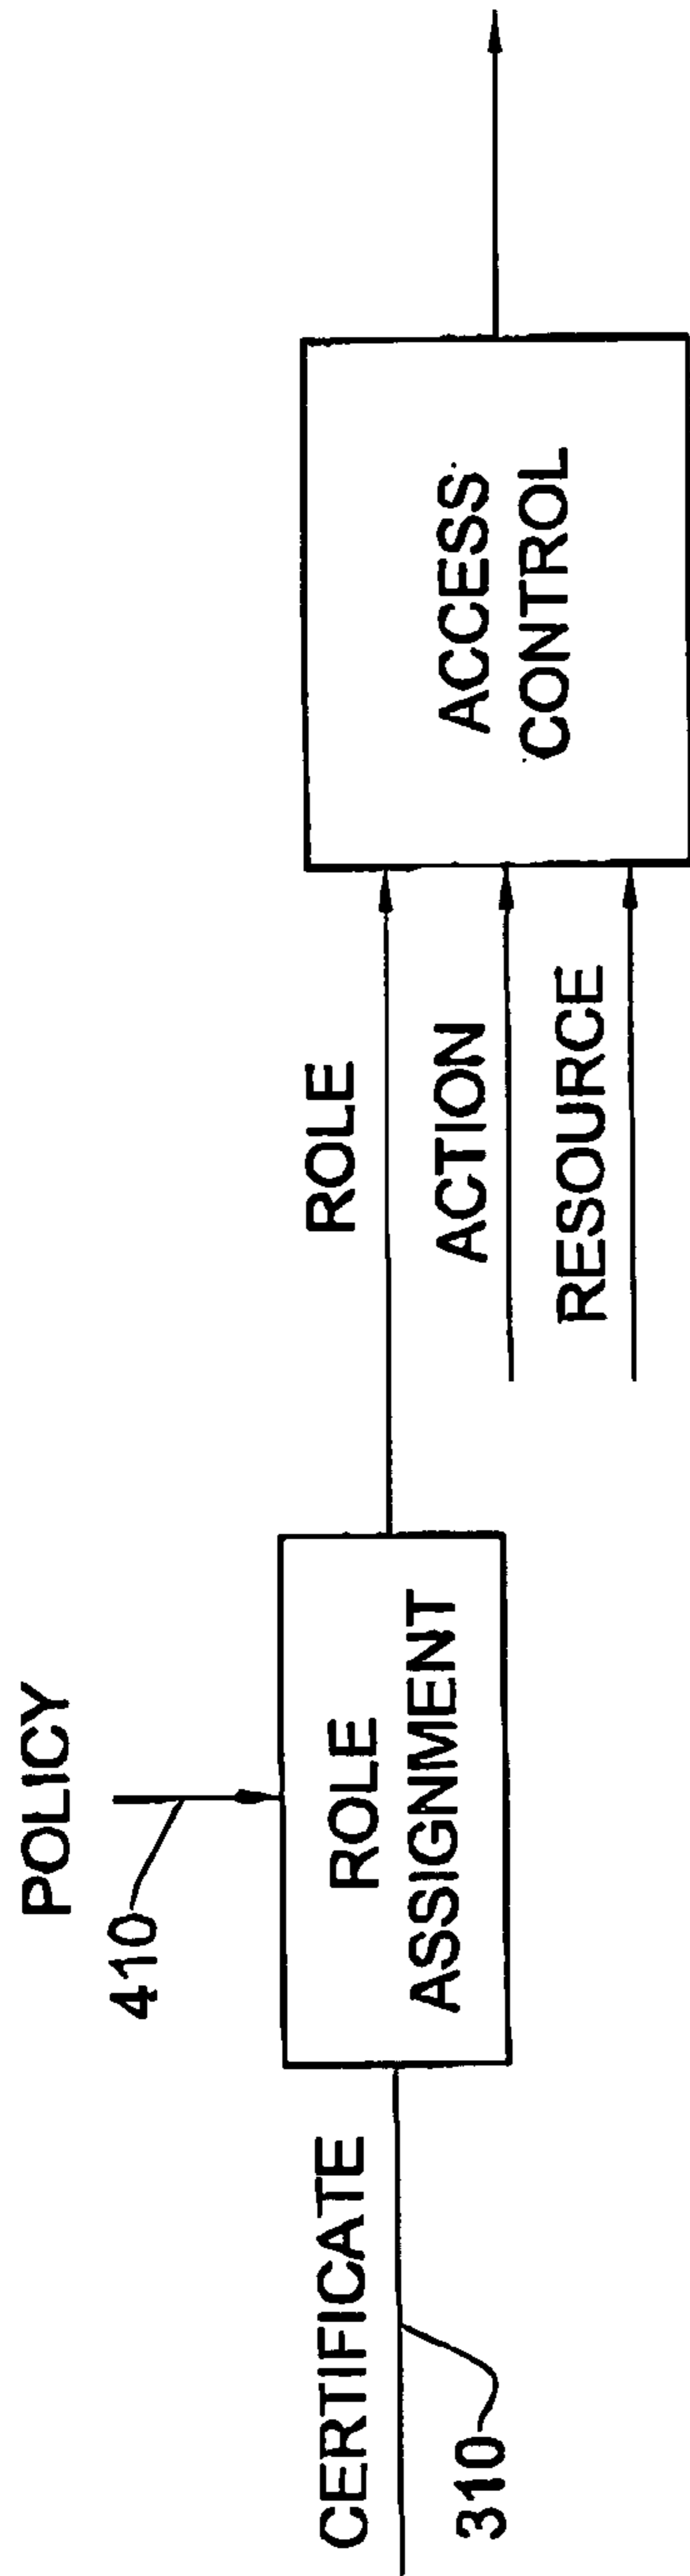 POLICY
410
CERTIFICATE
310
ROLE
ASSIGNMENT
ROLE
ACTION
RESOURCE
ACCESS
CONTROL